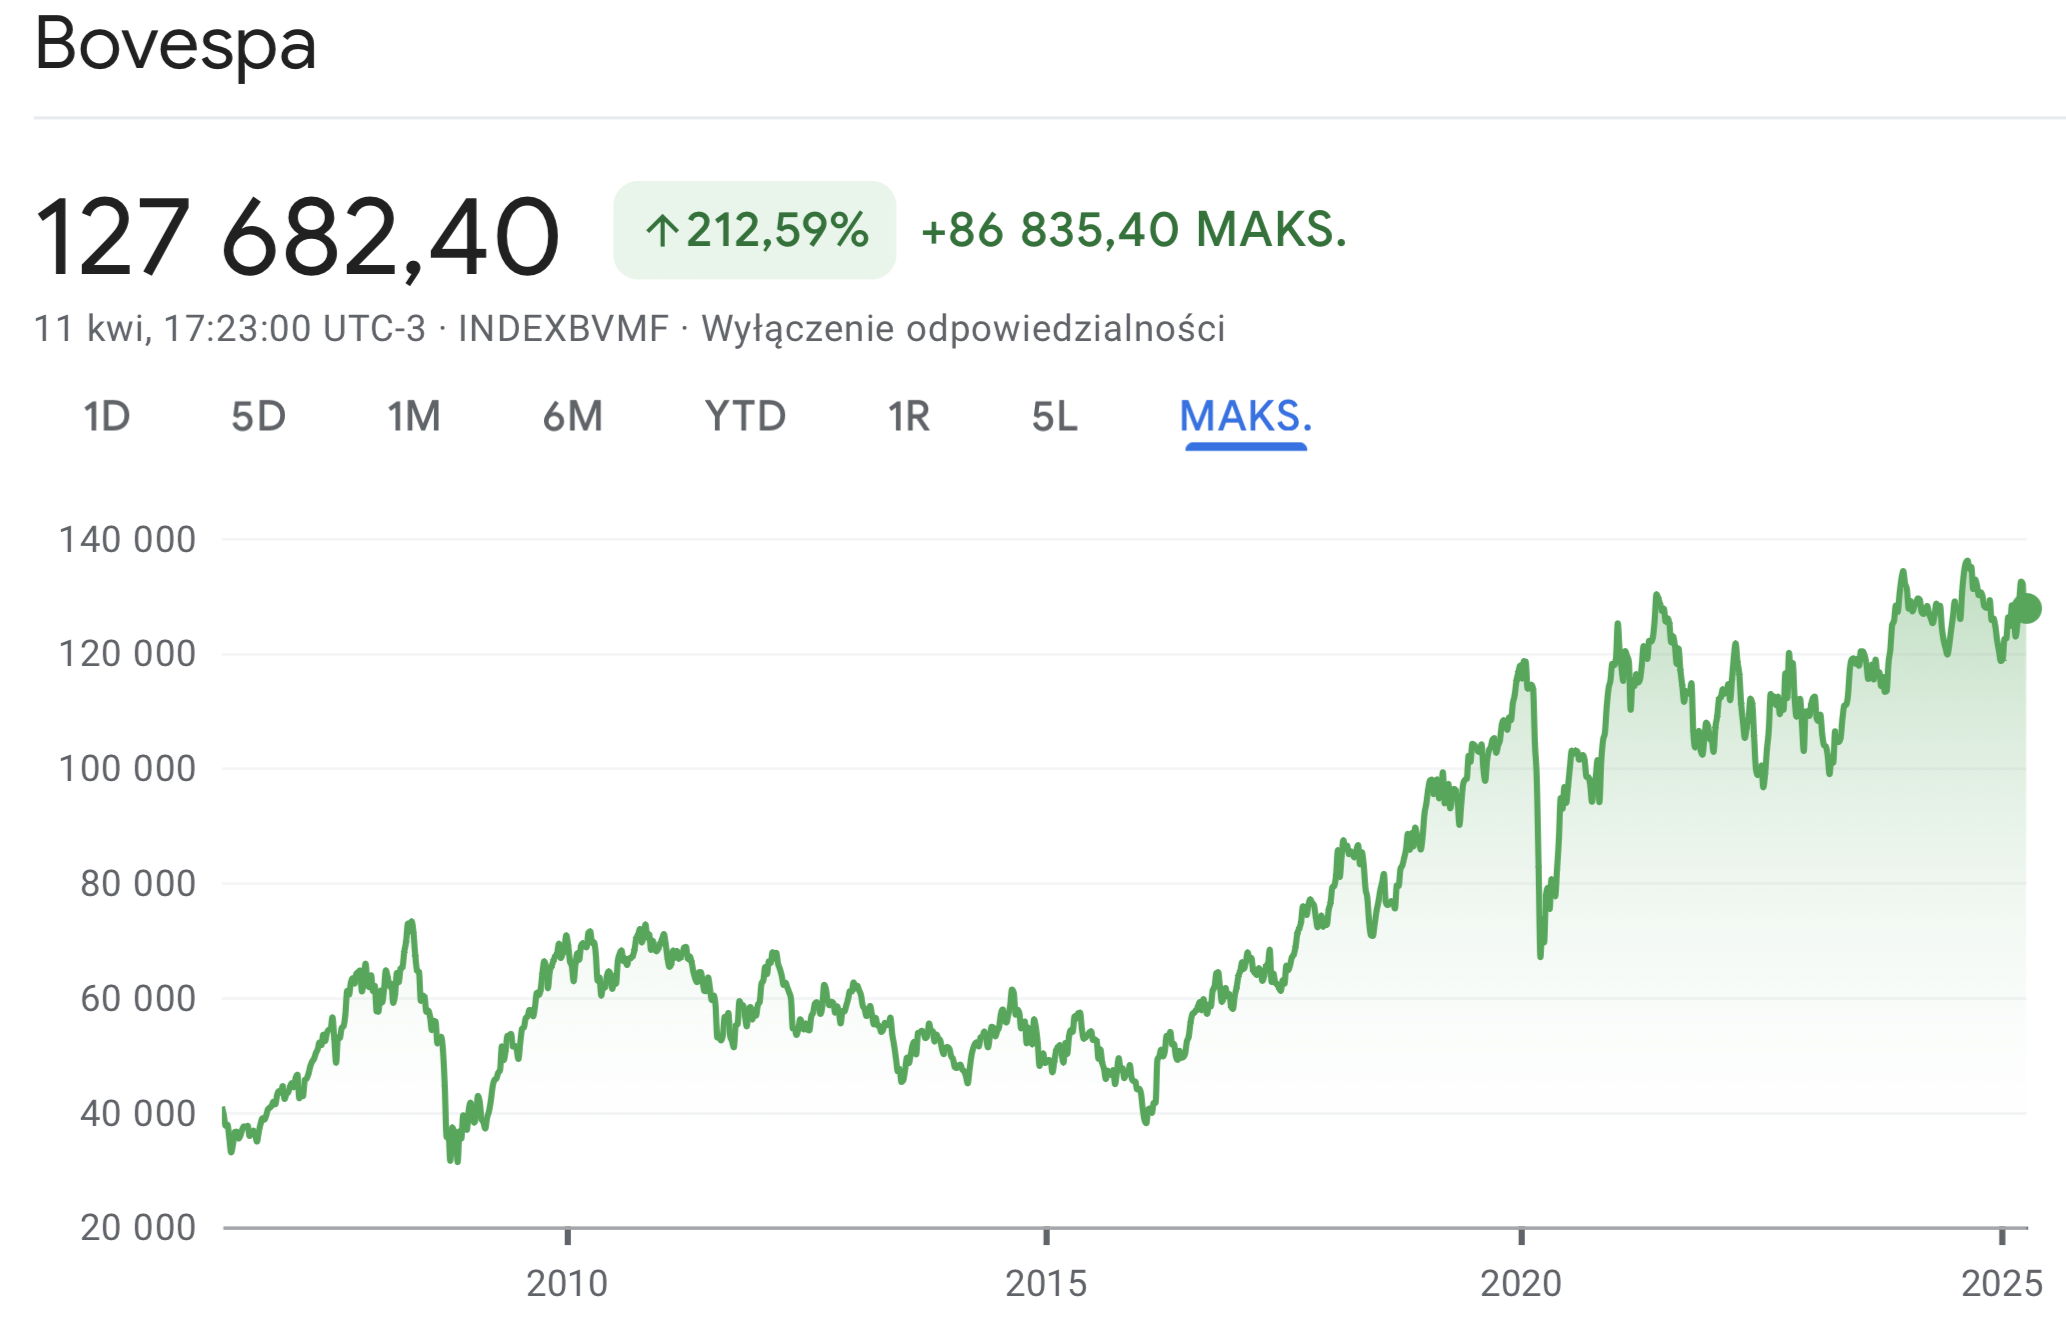 Bovespa
127 682,40 ↑212,59% +86 835,40 MAKS.
11 kwi, 17:23:00 UTC-3 · INDEXBVMF · Wyłączenie odpowiedzialności
1D 5D 1M 6M YTD 1R 5L MAKS.
140 000
120 000
100 000
80 000
60 000
40 000
20 000
2010 2015 2020 2025